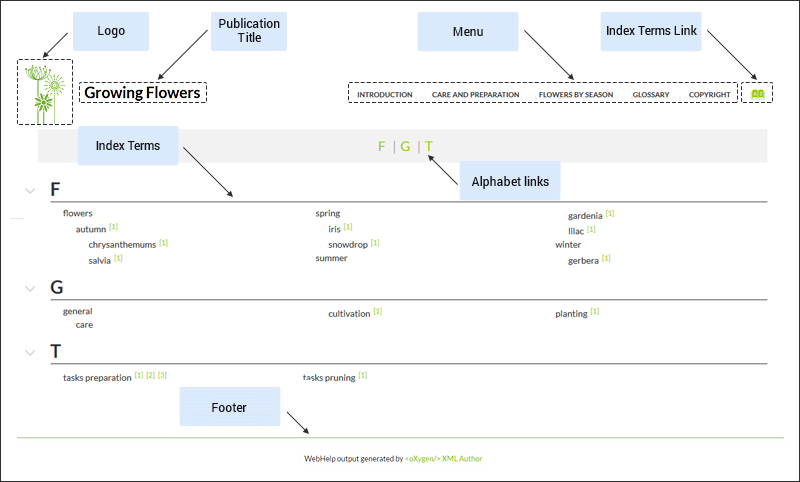 Logo
Publication
Title
Menu
Index Terms Link
Growing Flowers
INTRODUCTION CARE AND PREPARATION FLOWERS BY SEASON GLOSSARY COPYRIGHT
Index Terms
F | G | T
Alphabet links
F
flowers spring gardenia [1]
autumn [1] iris [1] lilac [1]
chrysanthemums [1] snowdrop [1] winter
salvia [1] summer gerbera [1]
G
general cultivation [1] planting [1]
care
T
tasks preparation [1] [2] [3] tasks pruning [1]
Footer
WebHelp output generated by <oXygen/> XML Author